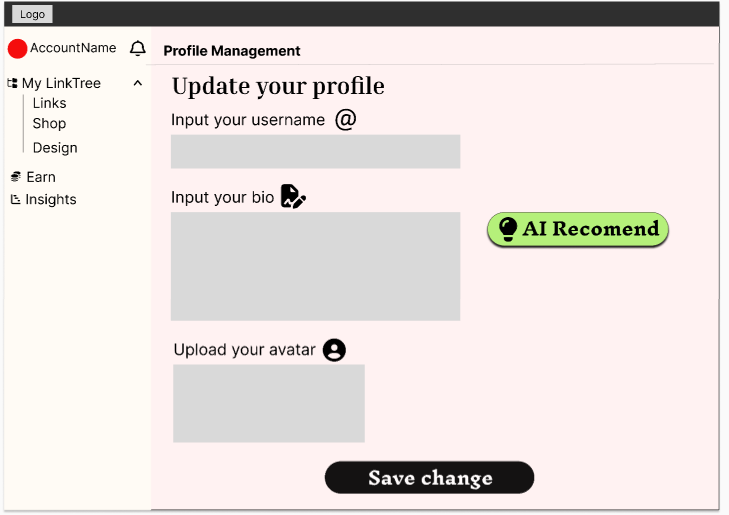 Logo
AccountName
Profile Management
My LinkTree
Links
Shop
Design
Earn
Insights
Update your profile
Input your username @
Input your bio
AI Recomend
Upload your avatar
Save change